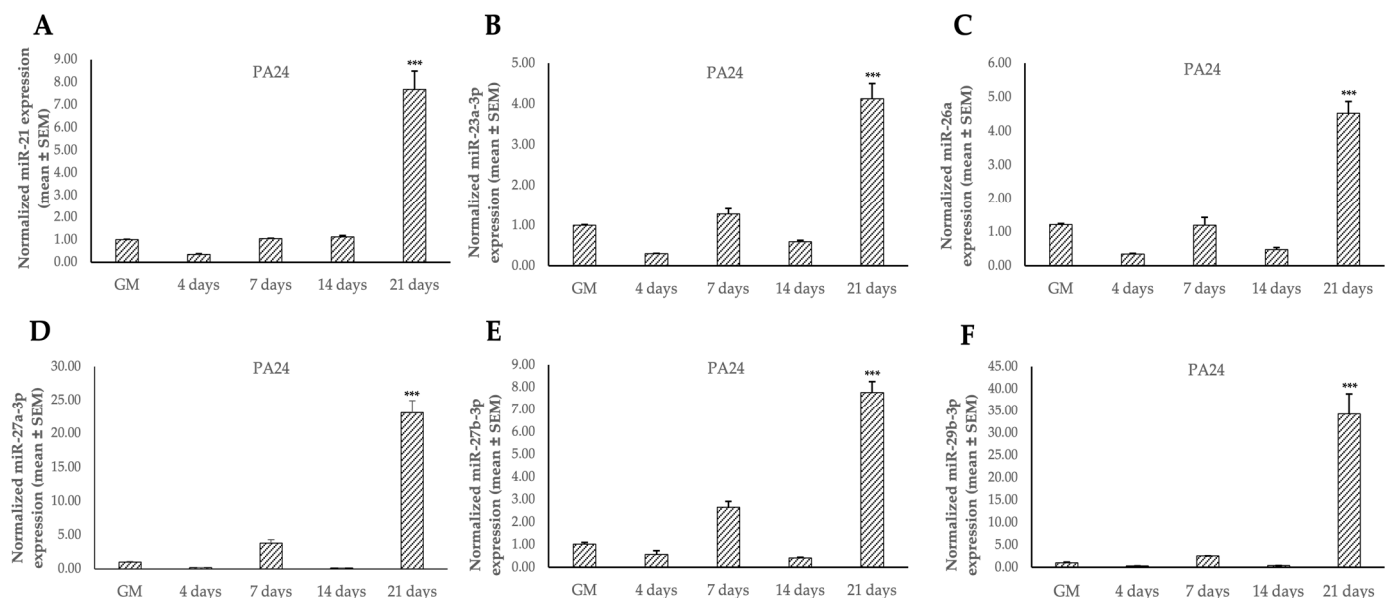 A
Normalized miR-21 expression
(mean ± SEM)
9.00
8.00
7.00
6.00
5.00
4.00
3.00
2.00
1.00
0.00
PA24
***
GM 4 days 7 days 14 days 21 days
B
Normalized miR-23a-3p
expression (mean ± SEM)
5.00
4.00
3.00
2.00
1.00
0.00
PA24
***
GM 4 days 7 days 14 days 21 days
C
Normalized miR-26a
expression (mean ± SEM)
6.00
5.00
4.00
3.00
2.00
1.00
0.00
PA24
***
GM 4 days 7 days 14 days 21 days
D
Normalized miR-27a-3p
expression (mean ± SEM)
30.00
25.00
20.00
15.00
10.00
5.00
0.00
PA24
***
GM 4 days 7 days 14 days 21 days
E
Normalized miR-27b-3p
expression (mean ± SEM)
9.00
8.00
7.00
6.00
5.00
4.00
3.00
2.00
1.00
0.00
PA24
***
GM 4 days 7 days 14 days 21 days
F
Normalized miR-29b-3p
expression (mean ± SEM)
45.00
40.00
35.00
30.00
25.00
20.00
15.00
10.00
5.00
0.00
PA24
***
GM 4 days 7 days 14 days 21 days